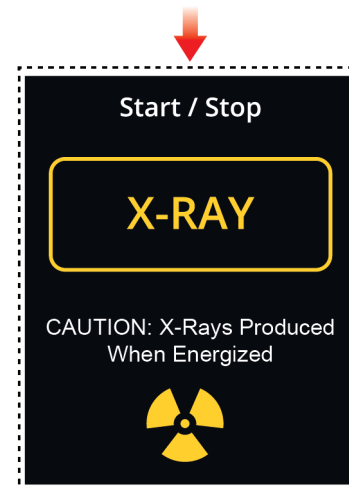 Start / Stop
X-RAY
CAUTION: X-Rays Produced
When Energized